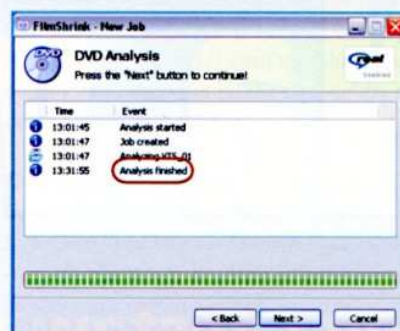 FilmShrink - New Job
DVD
DVD Analysis
Press the "Next" button to continue!
Time Event
13:01:45 Analysis started
13:01:47 Job created
13:01:47 Analyzing VTS_01
13:31:55 Analysis finished
< Back Next > Cancel